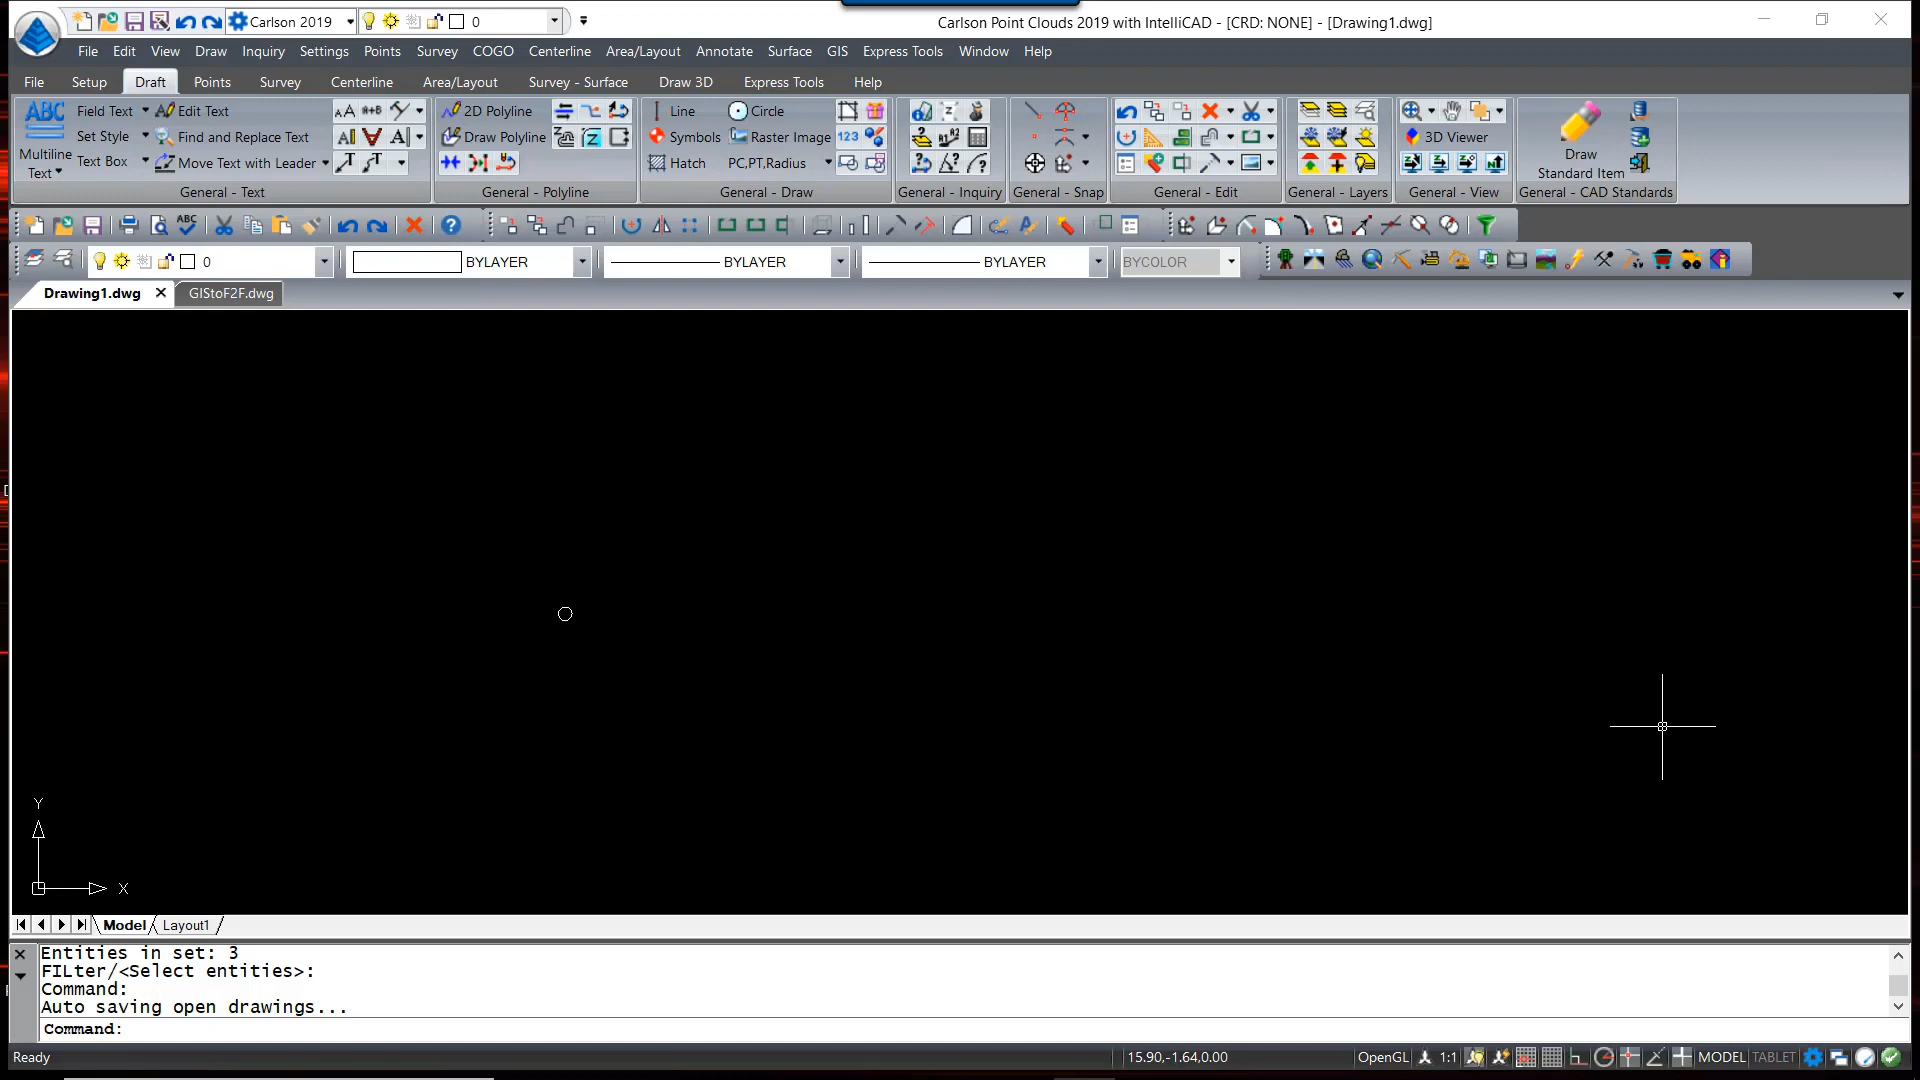 Carlson 2019
0
Carlson Point Clouds 2019 with IntelliCAD - [CRD: NONE] - [Drawing1.dwg]
File Edit View Draw Inquiry Settings Points Survey COGO Centerline Area/Layout Annotate Surface GIS Express Tools Window Help
File Setup Draft Points Survey Centerline Area/Layout Survey - Surface Draw 3D Express Tools Help
ABC Field Text Edit Text 2D Polyline Line Circle
Set Style Find and Replace Text Draw Polyline Symbols Raster Image 123 3D Viewer
Multiline Text Text Box Move Text with Leader Hatch PC,PT,Radius Draw Standard Item
General - Text General - Polyline General - Draw General - Inquiry General - Snap General - Edit General - Layers General - View General - CAD Standards
ABC
0 BYLAYER BYLAYER BYLAYER BYCOLOR
Drawing1.dwg GIStoF2F.dwg
Y
X
Model Layout1
Entities in set: 3
FILter/<Select entities>:
Command:
Auto saving open drawings...
Command:
Ready 15.90,-1.64,0.00 OpenGL 1:1 MODEL TABLET